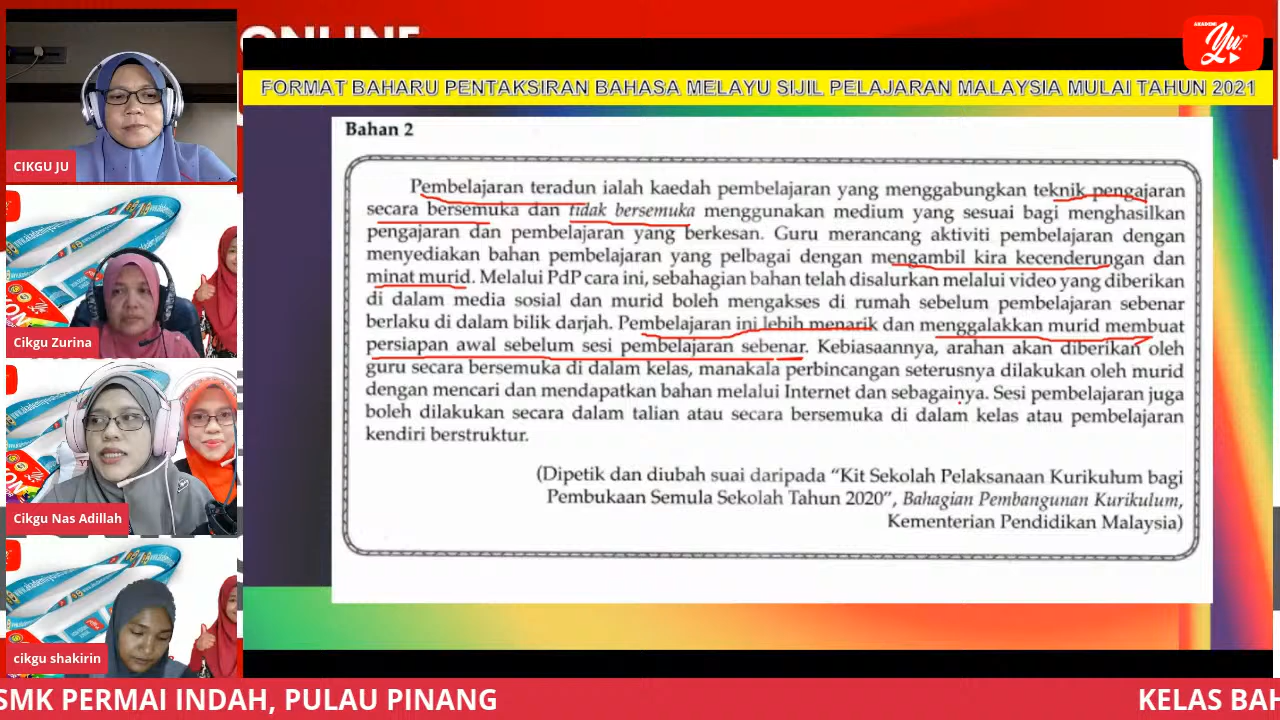 ONLINE
AKADEMI
Yu.
FORMAT BAHARU PENTAKSIRAN BAHASA MELAYU SIJIL PELAJARAN MALAYSIA MULAI TAHUN 2021
Bahan 2
Pembelajaran teradun ialah kaedah pembelajaran yang menggabungkan teknik pengajaran
secara bersemuka dan tidak bersemuka menggunakan medium yang sesuai bagi menghasilkan
pengajaran dan pembelajaran yang berkesan. Guru merancang aktiviti pembelajaran dengan
menyediakan bahan pembelajaran yang pelbagai dengan mengambil kira kecenderungan dan
minat murid. Melalui PdP cara ini, sebahagian bahan telah disalurkan melalui video yang diberikan
di dalam media sosial dan murid boleh mengakses di rumah sebelum pembelajaran sebenar
berlaku di dalam bilik darjah. Pembelajaran ini lebih menarik dan menggalakkan murid membuat
persiapan awal sebelum sesi pembelajaran sebenar. Kebiasaannya, arahan akan diberikan oleh
guru secara bersemuka di dalam kelas, manakala perbincangan seterusnya dilakukan oleh murid
dengan mencari dan mendapatkan bahan melalui Internet dan sebagainya. Sesi pembelajaran juga
boleh dilakukan secara dalam talian atau secara bersemuka di dalam kelas atau pembelajaran
kendiri berstruktur.
(Dipetik dan diubah suai daripada “Kit Sekolah Pelaksanaan Kurikulum bagi
Pembukaan Semula Sekolah Tahun 2020”, Bahagian Pembangunan Kurikulum,
Kementerian Pendidikan Malaysia)
CIKGU JU
Cikgu Zurina
Cikgu Nas Adillah
cikgu shakirin
SMK PERMAI INDAH, PULAU PINANG
KELAS BAH